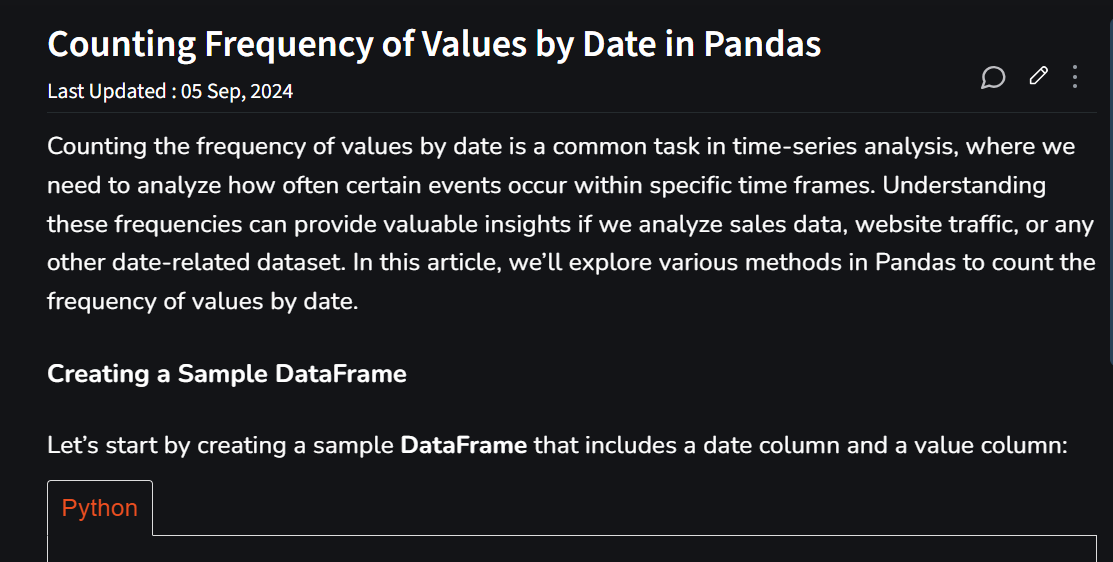 Counting Frequency of Values by Date in Pandas
Last Updated : 05 Sep, 2024
Counting the frequency of values by date is a common task in time-series analysis, where we
need to analyze how often certain events occur within specific time frames. Understanding
these frequencies can provide valuable insights if we analyze sales data, website traffic, or any
other date-related dataset. In this article, we’ll explore various methods in Pandas to count the
frequency of values by date.
Creating a Sample DataFrame
Let’s start by creating a sample DataFrame that includes a date column and a value column:
Python